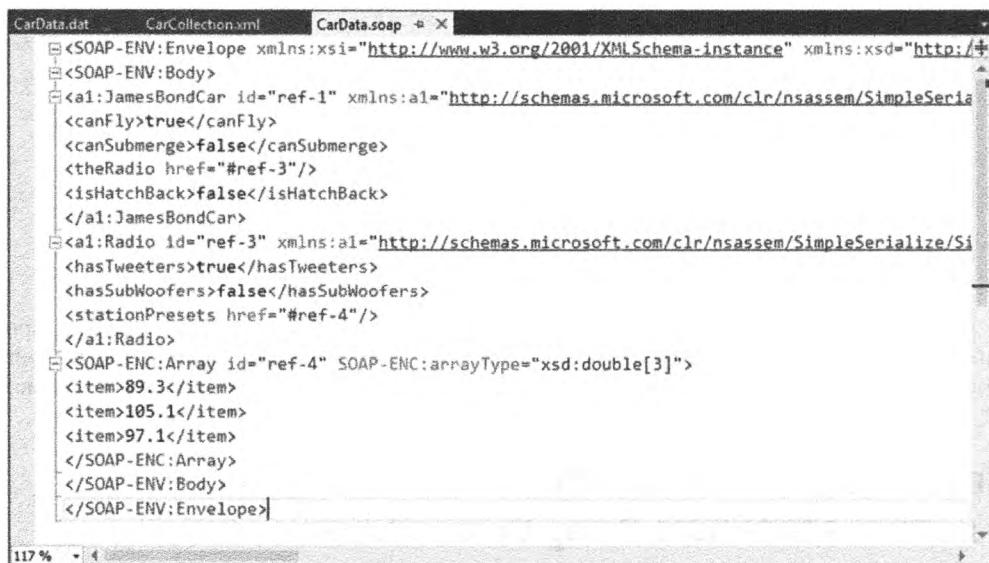 CarData.dat CarCollection.xml CarData.soap
<SOAP-ENV:Envelope xmlns:xsi="http://www.w3.org/2001/XMLSchema-instance" xmlns:xsd="http:/
<SOAP-ENV:Body>
<a1:JamesBondCar id="ref-1" xmlns:a1="http://schemas.microsoft.com/clr/nsassem/SimpleSeria
<canFly>true</canFly>
<canSubmerge>false</canSubmerge>
<theRadio href="#ref-3"/>
<isHatchBack>false</isHatchBack>
</a1:JamesBondCar>
<a1:Radio id="ref-3" xmlns:a1="http://schemas.microsoft.com/clr/nsassem/SimpleSerialize/Si
<hasTweeters>true</hasTweeters>
<hasSubWoofers>false</hasSubWoofers>
<stationPresets href="#ref-4"/>
</a1:Radio>
<SOAP-ENC:Array id="ref-4" SOAP-ENC:arrayType="xsd:double[3]">
<item>89.3</item>
<item>105.1</item>
<item>97.1</item>
</SOAP-ENC:Array>
</SOAP-ENV:Body>
</SOAP-ENV:Envelope>
117 %